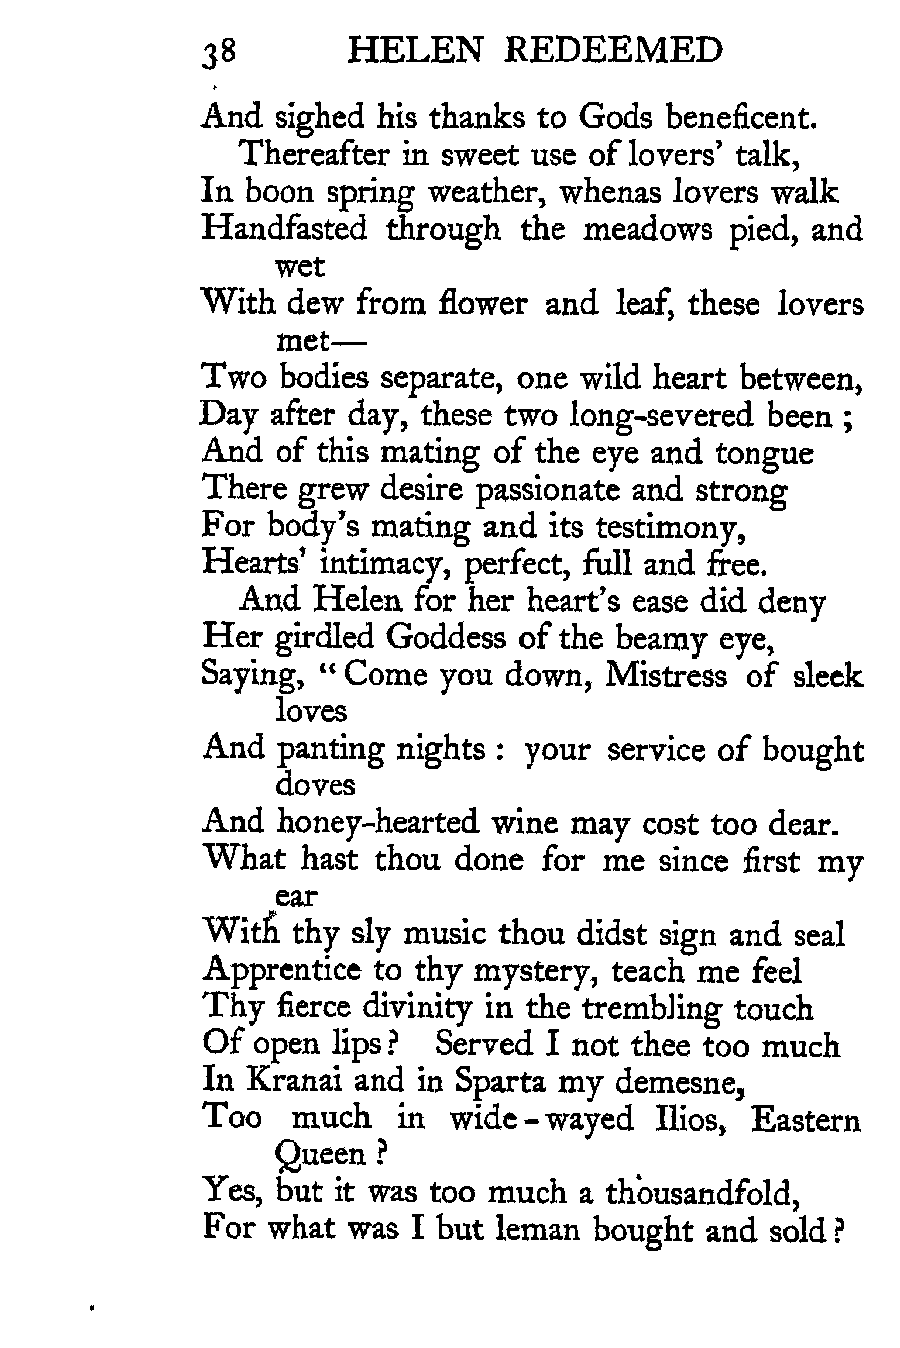 38 HELEN REDEEMED
And sighed his thanks to Gods beneficent.
Thereafter in sweet use of lovers' talk,
In boon spring weather, whenas lovers walk
Handfasted through the meadows pied, and
wet
With dew from flower and leaf, these lovers
met—
Two bodies separate, one wild heart between,
Day after day, these two long-severed been ;
And of this mating of the eye and tongue
There grew desire passionate and strong
For body's mating and its testimony,
Hearts' intimacy, perfect, full and free.
And Helen for her heart's ease did deny
Her girdled Goddess of the beamy eye,
Saying, “ Come you down, Mistress of sleek
loves
And panting nights : your service of bought
doves
And honey-hearted wine may cost too dear.
What hast thou done for me since first my
ear
With thy sly music thou didst sign and seal
Apprentice to thy mystery, teach me feel
Thy fierce divinity in the trembling touch
Of open lips ? Served I not thee too much
In Kranai and in Sparta my demesne,
Too much in wide-wayed Ilios, Eastern
Queen ?
Yes, but it was too much a thousandfold,
For what was I but leman bought and sold ?